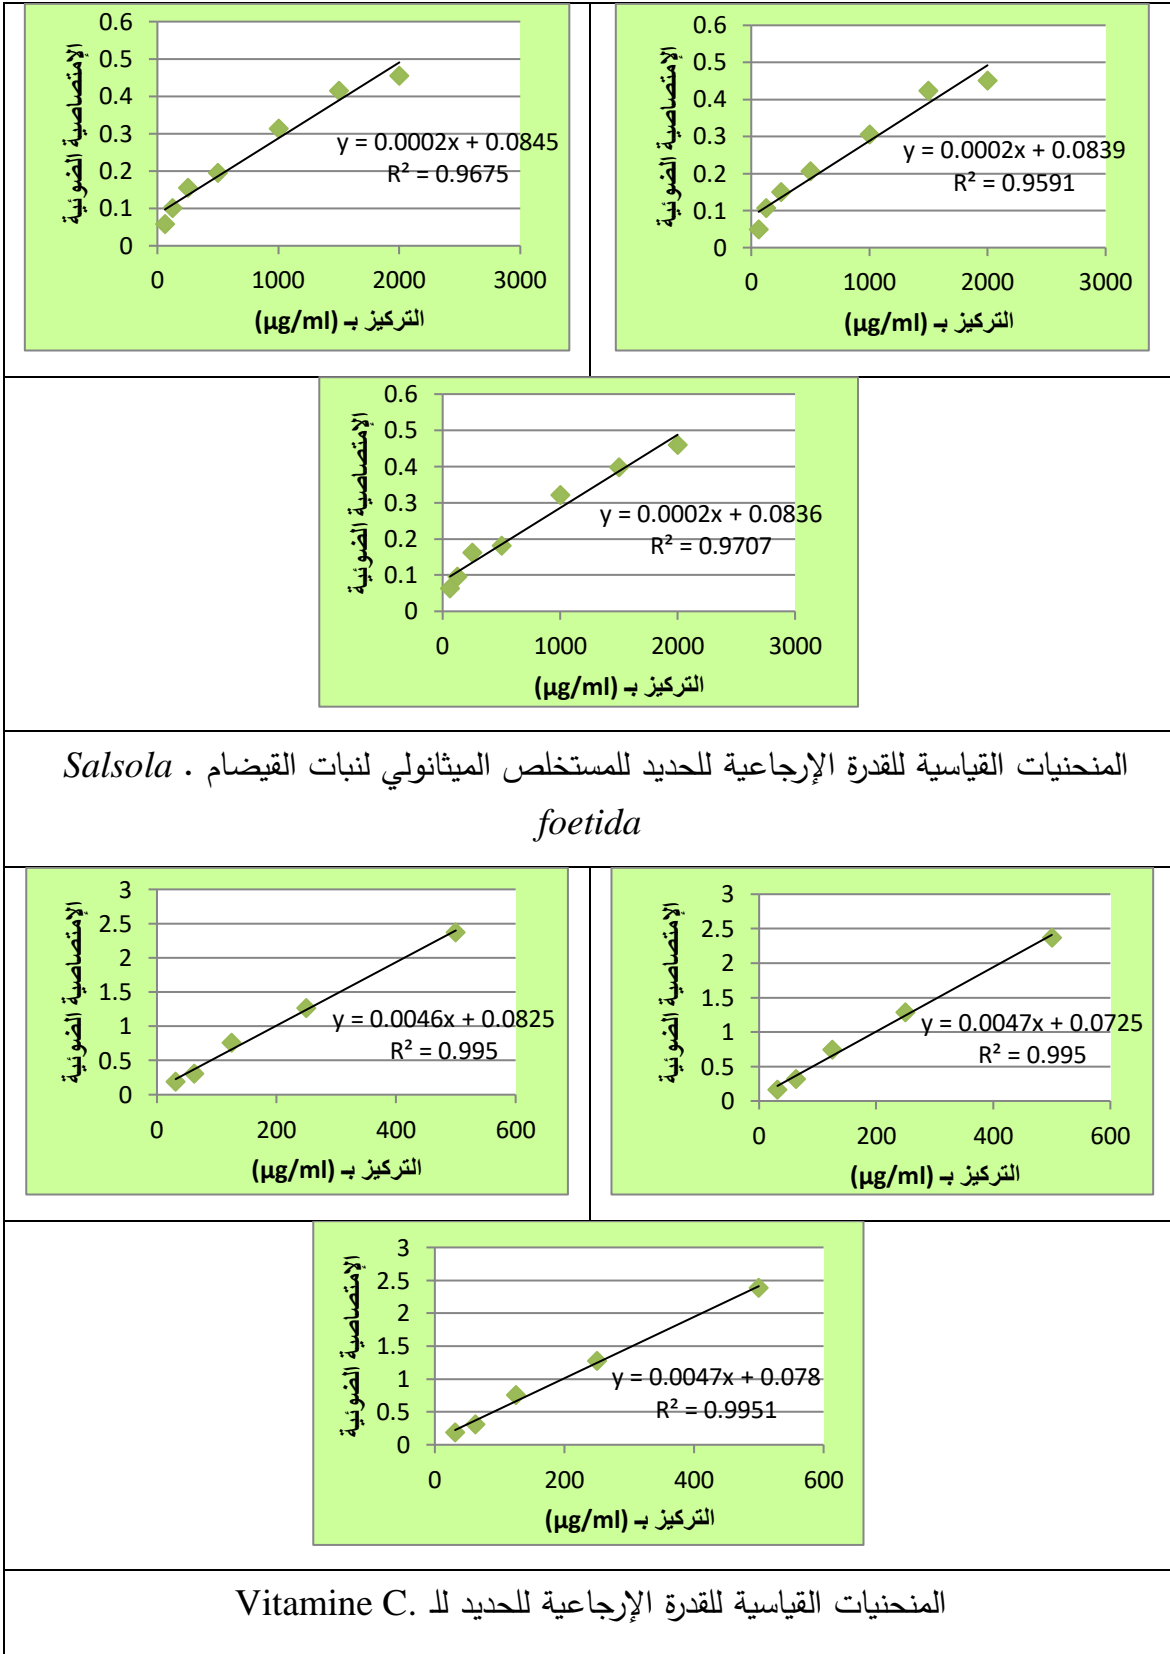 الإمتصاصية الضوئية
0.6
0.5
0.4
0.3
0.2
0.1
0
y = 0.0002x + 0.0845
R² = 0.9675
0 1000 2000 3000
التركيز بـ (µg/ml)
الإمتصاصية الضوئية
0.6
0.5
0.4
0.3
0.2
0.1
0
y = 0.0002x + 0.0839
R² = 0.9591
0 1000 2000 3000
التركيز بـ (µg/ml)
الإمتصاصية الضوئية
0.6
0.5
0.4
0.3
0.2
0.1
0
y = 0.0002x + 0.0836
R² = 0.9707
0 1000 2000 3000
التركيز بـ (µg/ml)
المنحنيات القياسية للقدرة الإرجاعية للحديد للمستخلص الميثانولي لنبات القيضام . Salsola
foetida
الإمتصاصية الضوئية
3
2.5
2
1.5
1
0.5
0
y = 0.0046x + 0.0825
R² = 0.995
0 200 400 600
التركيز بـ (µg/ml)
الإمتصاصية الضوئية
3
2.5
2
1.5
1
0.5
0
y = 0.0047x + 0.0725
R² = 0.995
0 200 400 600
التركيز بـ (µg/ml)
الإمتصاصية الضوئية
3
2.5
2
1.5
1
0.5
0
y = 0.0047x + 0.078
R² = 0.9951
0 200 400 600
التركيز بـ (µg/ml)
المنحنيات القياسية للقدرة الإرجاعية للحديد للـ Vitamine C.